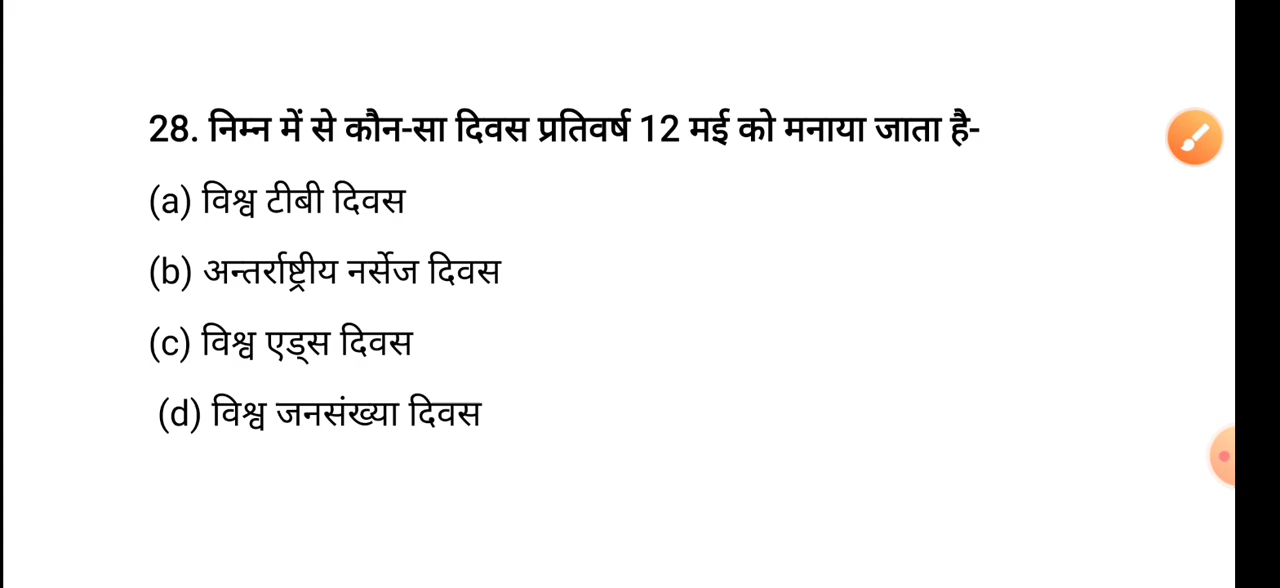 28. निम्न में से कौन-सा दिवस प्रतिवर्ष 12 मई को मनाया जाता है-
(a) विश्व टीबी दिवस
(b) अन्तर्राष्ट्रीय नर्सेज दिवस
(c) विश्व एड्स दिवस
(d) विश्व जनसंख्या दिवस